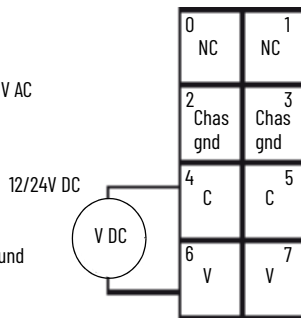 0 1
NC NC
V AC
2 3
Chas Chas
gnd gnd
12/24V DC
4 5
C C
V DC
und
6 7
V V